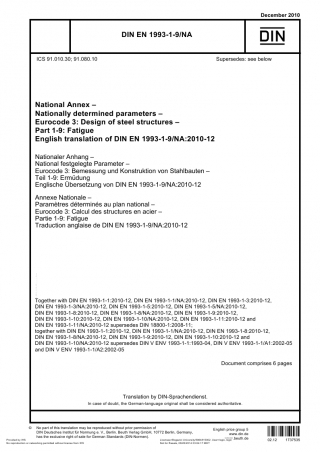 December 2010
DIN EN 1993-1-9/NA
DIN
ICS 91.010.30; 91.080.10
Supersedes: see below
National Annex –
Nationally determined parameters –
Eurocode 3: Design of steel structures –
Part 1-9: Fatigue
English translation of DIN EN 1993-1-9/NA:2010-12
Nationaler Anhang –
National festgelegte Parameter –
Eurocode 3: Bemessung und Konstruktion von Stahlbauten –
Teil 1-9: Ermüdung
Englische Übersetzung von DIN EN 1993-1-9/NA:2010-12
Annexe Nationale –
Paramètres déterminés au plan national –
Eurocode 3: Calcul des structures en acier –
Partie 1-9: Fatigue
Traduction anglaise de DIN EN 1993-1-9/NA:2010-12
Together with DIN EN 1993-1-1:2010-12, DIN EN 1993-1-1/NA:2010-12, DIN EN 1993-1-3:2010-12,
DIN EN 1993-1-3/NA:2010-12, DIN EN 1993-1-5:2010-12, DIN EN 1993-1-5/NA:2010-12,
DIN EN 1993-1-8:2010-12, DIN EN 1993-1-8/NA:2010-12, DIN EN 1993-1-9:2010-12,
DIN EN 1993-1-10:2010-12, DIN EN 1993-1-10/NA:2010-12, DIN EN 1993-1-11:2010-12 and
DIN EN 1993-1-11/NA:2010-12 supersedes DIN 18800-1:2008-11;
together with DIN EN 1993-1-1:2010-12, DIN EN 1993-1-1/NA:2010-12, DIN EN 1993-1-8:2010-12,
DIN EN 1993-1-8/NA:2010-12, DIN EN 1993-1-9:2010-12, DIN EN 1993-1-10:2010-12 and
DIN EN 1993-1-10/NA:2010-12 supersedes DIN V ENV 1993-1-1:1993-04, DIN V ENV 1993-1-1/A1:2002-05
and DIN V ENV 1993-1-1/A2:2002-05
Document comprises 6 pages
Translation by DIN-Sprachendienst.
In case of doubt, the German-language original shall be considered authoritative.
© No part of this translation may be reproduced without prior permission of
DIN Deutsches Institut für Normung e. V., Berlin. Beuth Verlag GmbH, 10772 Berlin, Germany,
has the exclusive right of sale for German Standards (DIN-Normen).
English price group 5
www.din.de
www.beuth.de
02.12